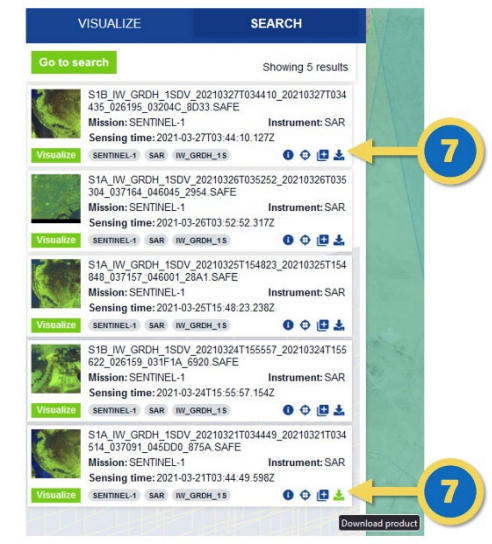 VISUALIZE SEARCH
Go to search Showing 5 results
S1B_IW_GRDH_1SDV_20210327T034410_20210327T034
435_026195_03204C_8D33.SAFE
Mission: SENTINEL-1 Instrument: SAR
Sensing time: 2021-03-27T03:44:10.127Z
Visualize SENTINEL-1 SAR IW_GRDH_1S
7
S1A_IW_GRDH_1SDV_20210326T035252_20210326T035
304_037164_046045_2954.SAFE
Mission: SENTINEL-1 Instrument: SAR
Sensing time: 2021-03-26T03:52:52.317Z
Visualize SENTINEL-1 SAR IW_GRDH_1S
S1A_IW_GRDH_1SDV_20210325T154823_20210325T154
848_037157_046001_28A1.SAFE
Mission: SENTINEL-1 Instrument: SAR
Sensing time: 2021-03-25T15:48:23.238Z
Visualize SENTINEL-1 SAR IW_GRDH_1S
S1B_IW_GRDH_1SDV_20210324T155557_20210324T155
622_026159_031F1A_6920.SAFE
Mission: SENTINEL-1 Instrument: SAR
Sensing time: 2021-03-24T15:55:57.154Z
Visualize SENTINEL-1 SAR IW_GRDH_1S
S1A_IW_GRDH_1SDV_20210321T034449_20210321T034
514_037091_045DD0_875A.SAFE
Mission: SENTINEL-1 Instrument: SAR
Sensing time: 2021-03-21T03:44:49.598Z
Visualize SENTINEL-1 SAR IW_GRDH_1S
7
Download product